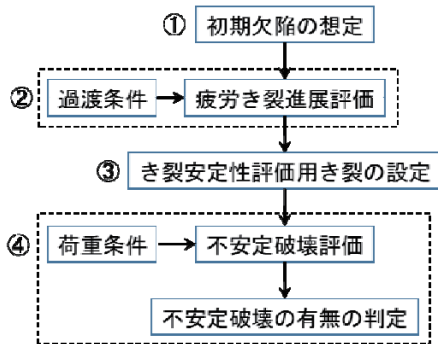 ① 初期欠陥の想定
② 過渡条件 疲労き裂進展評価
③ き裂安定性評価用き裂の設定
④ 荷重条件 不安定破壊評価
不安定破壊の有無の判定